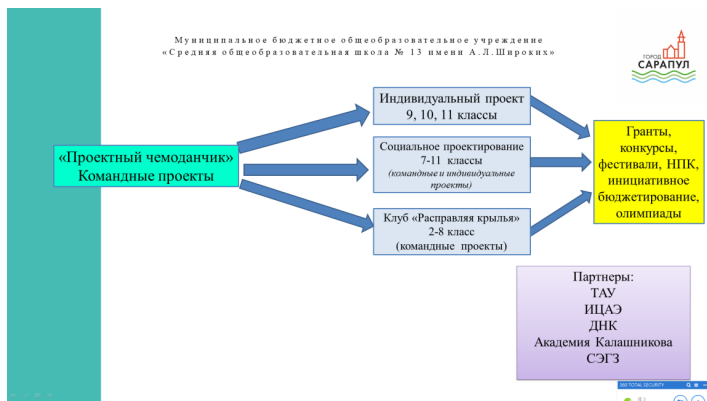 Муниципальное бюджетное общеобразовательное учреждение
«Средняя общеобразовательная школа № 13 имени А.Л.Широких»
ГОРОД
САРАПУЛ
Индивидуальный проект
9, 10, 11 классы
«Проектный чемоданчик»
Командные проекты
Социальное проектирование
7-11 классы
(командные и индивидуальные
проекты)
Клуб «Расправляя крылья»
2-8 класс
(командные проекты)
Гранты,
конкурсы,
фестивали, НПК,
инициативное
бюджетирование,
олимпиады
Партнеры:
ТАУ
ИЦАЭ
ДНК
Академия Калашникова
СЭГЗ
360 TOTAL SECURITY